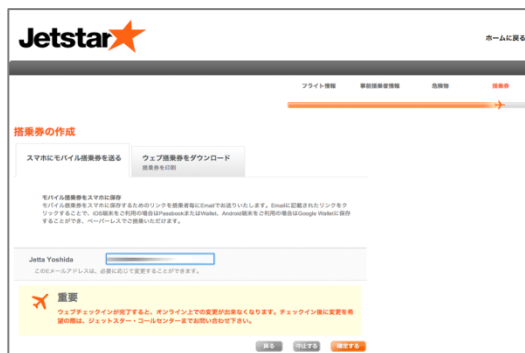 Jetstar
ホームに戻る
フライト情報 事前搭乗者情報 危険物 搭乗券
搭乗券の作成
スマホにモバイル搭乗券を送る ウェブ搭乗券をダウンロード
搭乗券を印刷
モバイル搭乗券をスマホに保存
モバイル搭乗券をスマホに保存するためのリンクを搭乗者毎にEmailでお送りいたします。Emailに記載されたリンクをク
リックすることで、iOS端末をご利用の場合はPassbookまたはWallet、Android端末をご利用の場合はGoogle Walletに保存
することができ、ペーパーレスでご搭乗いただけます。
Jetta Yoshida
このEメールアドレスは、必要に応じて変更することができます。
重要
ウェブチェックインが完了すると、オンライン上での変更が出来なくなります。チェックイン後に変更を希
望の際は、ジェットスター・コールセンターまでお問い合わせ下さい。
戻る 中止する 確定する